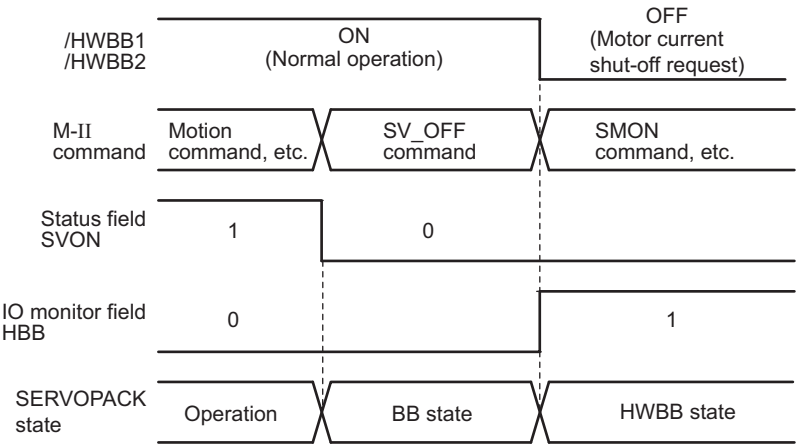 /HWBB1
/HWBB2
ON
(Normal operation)
OFF
(Motor current
shut-off request)
M-II
command
Motion
command, etc.
SV_OFF
command
SMON
command, etc.
Status field
SVON
1
0
IO monitor field
HBB
0
1
SERVOPACK
state
Operation
BB state
HWBB state